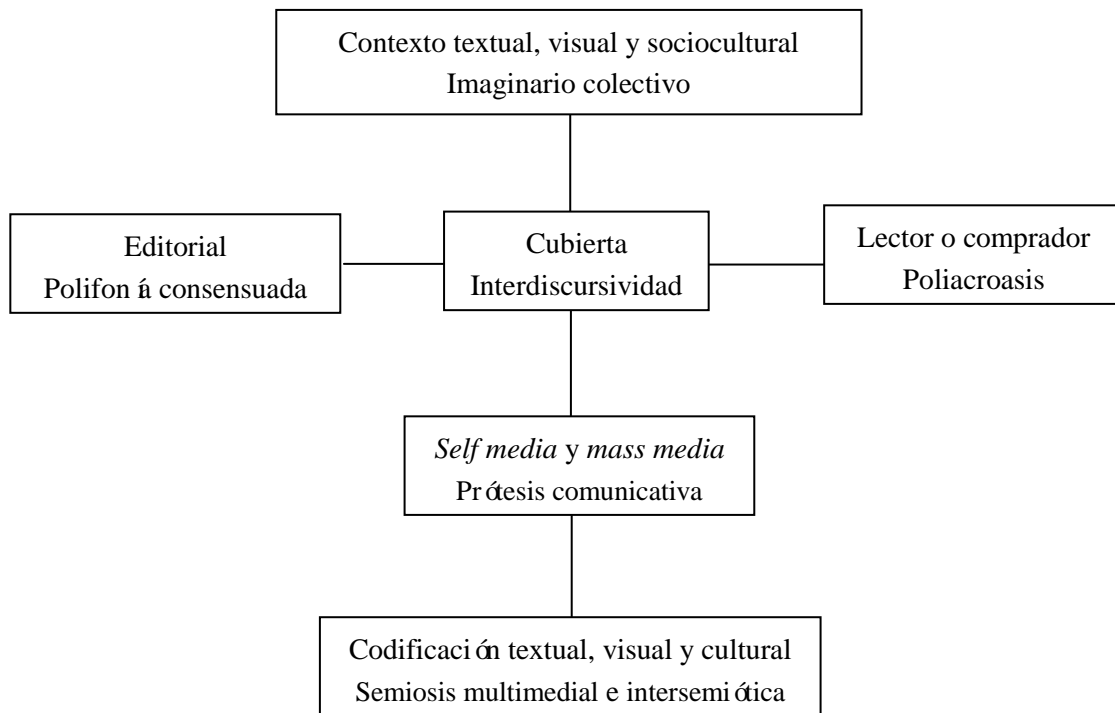 Contexto textual, visual y sociocultural
Imaginario colectivo
Editorial
Polifonía consensuada
Cubierta
Interdiscursividad
Lector o comprador
Poliacroasis
Self media y mass media
Prótesis comunicativa
Codificación textual, visual y cultural
Semiosis multimedial e intersemiótica